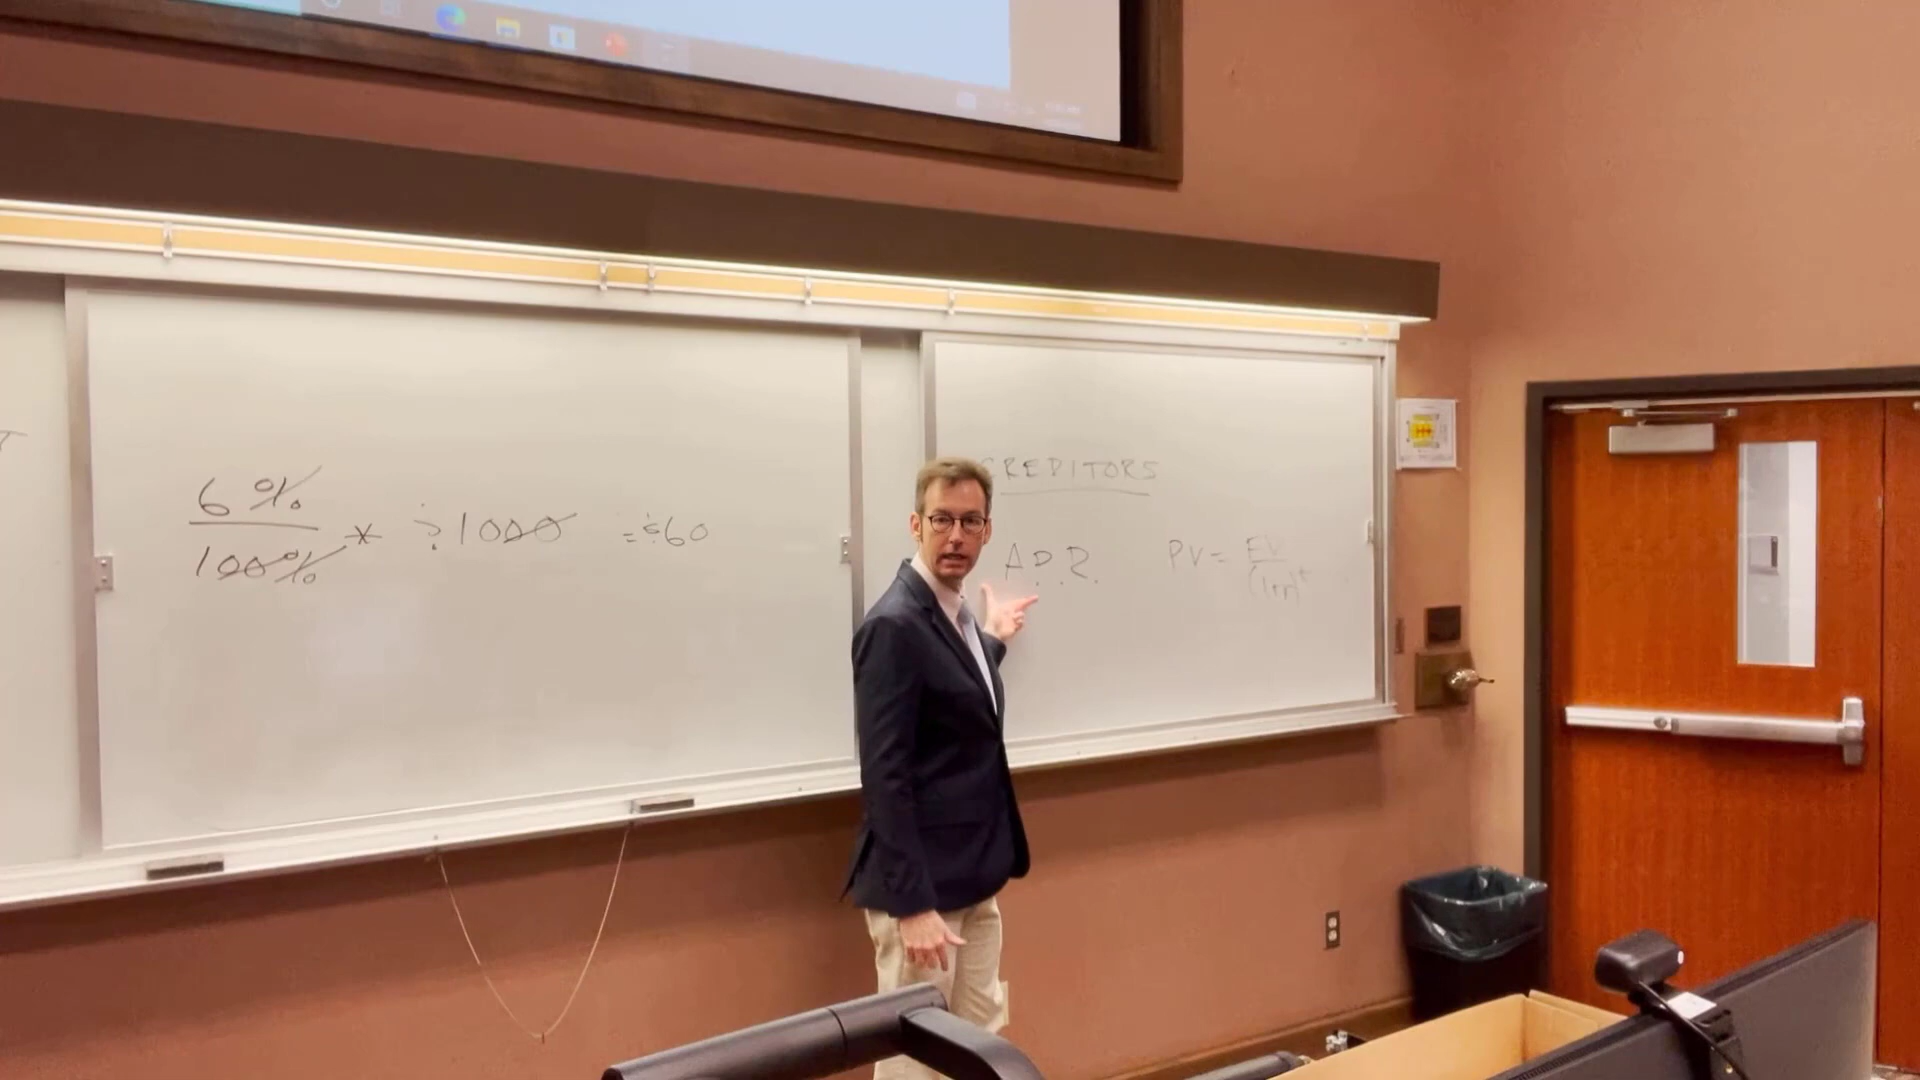 6% / 100% * $1000 = $60
CREDITORS
A.P.R.
PV = FV / (1+r)^t